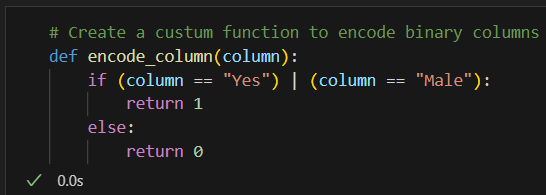 # Create a custum function to encode binary columns
def encode_column(column):
    if (column == "Yes") | (column == "Male"):
        return 1
    else:
        return 0
✓ 0.0s